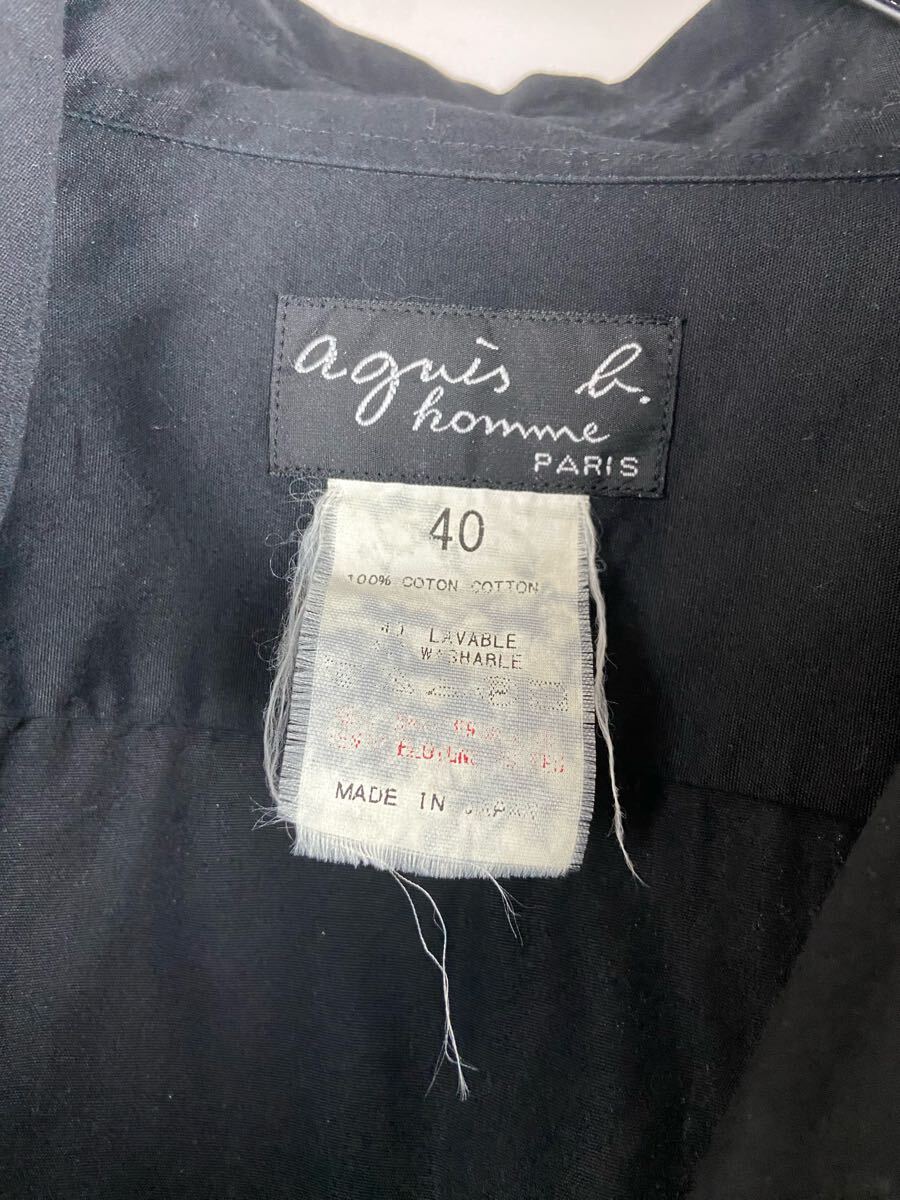 agnès b.
homme
PARIS
40
100% COTON COTTON
LAVABLE
WASHABLE
MADE IN JAPAN